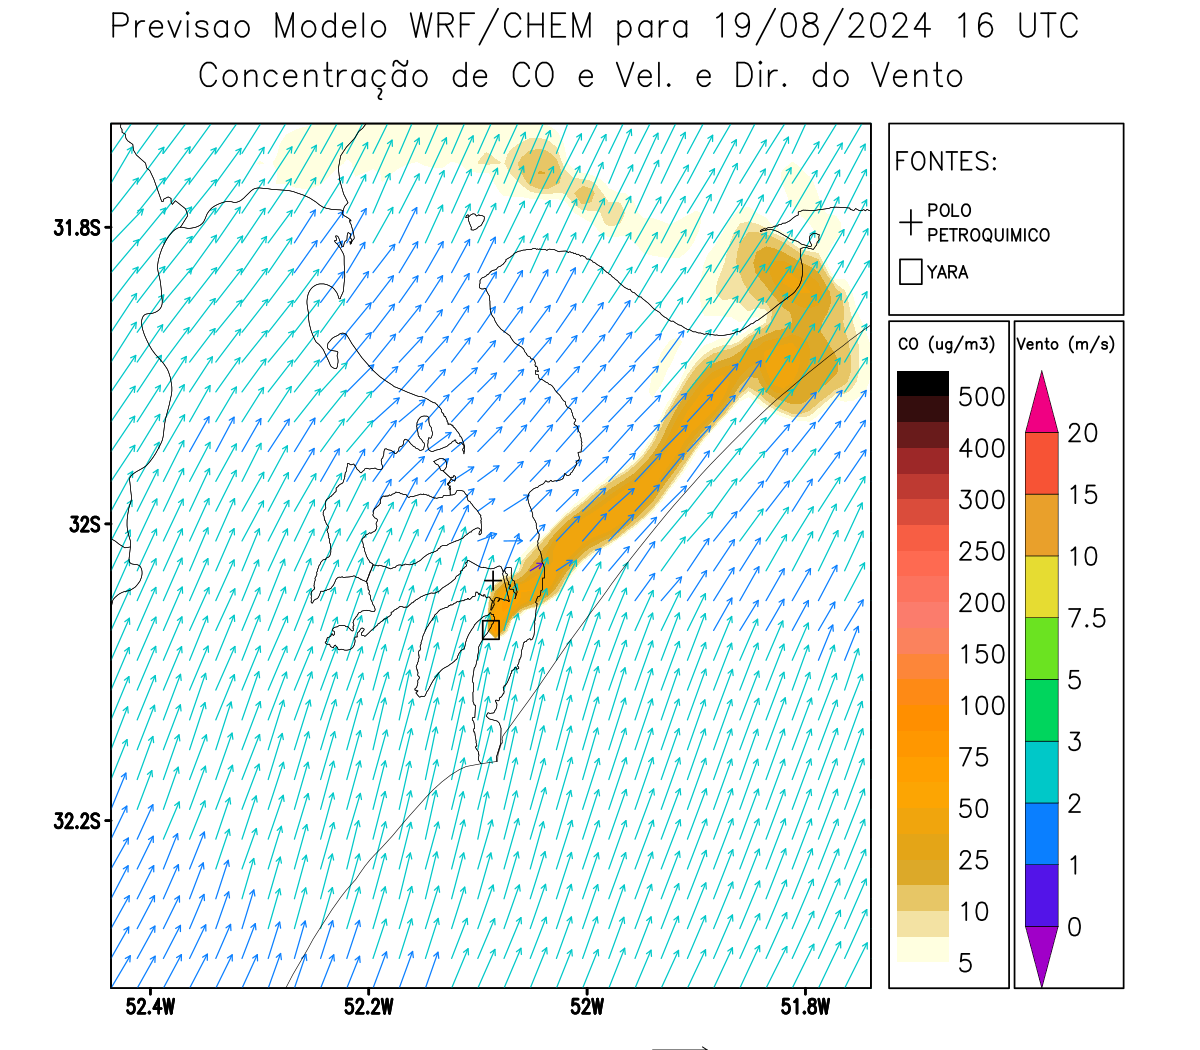 Previsao Modelo WRF/CHEM para 19/08/2024 16 UTC
Concentração de CO e Vel. e Dir. do Vento
FONTES:
POLO
PETROQUIMICO
YARA
31.8S
32S
32.2S
52.4W
52.2W
52W
51.8W
CO (ug/m3)
500
400
300
250
200
150
100
75
50
25
10
5
Vento (m/s)
20
15
10
7.5
5
3
2
1
0